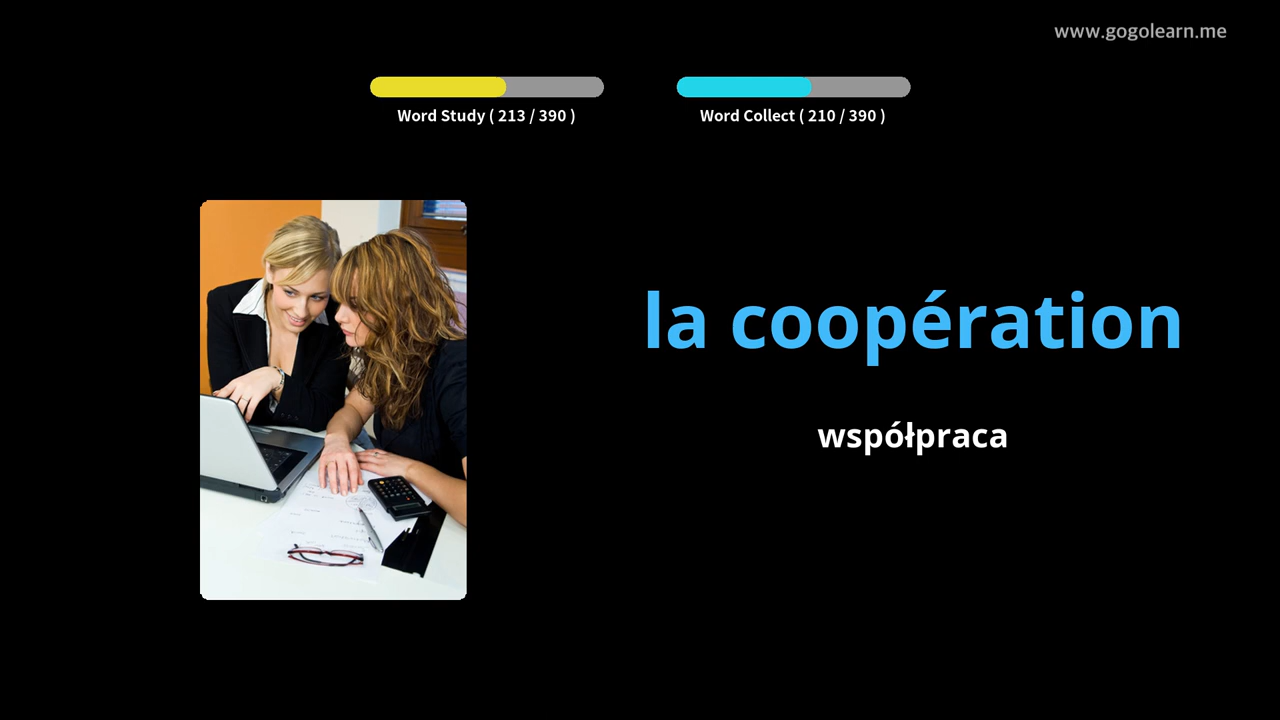 www.gogolearn.me
Word Study ( 213 / 390 )
Word Collect ( 210 / 390 )
la coopération
współpraca